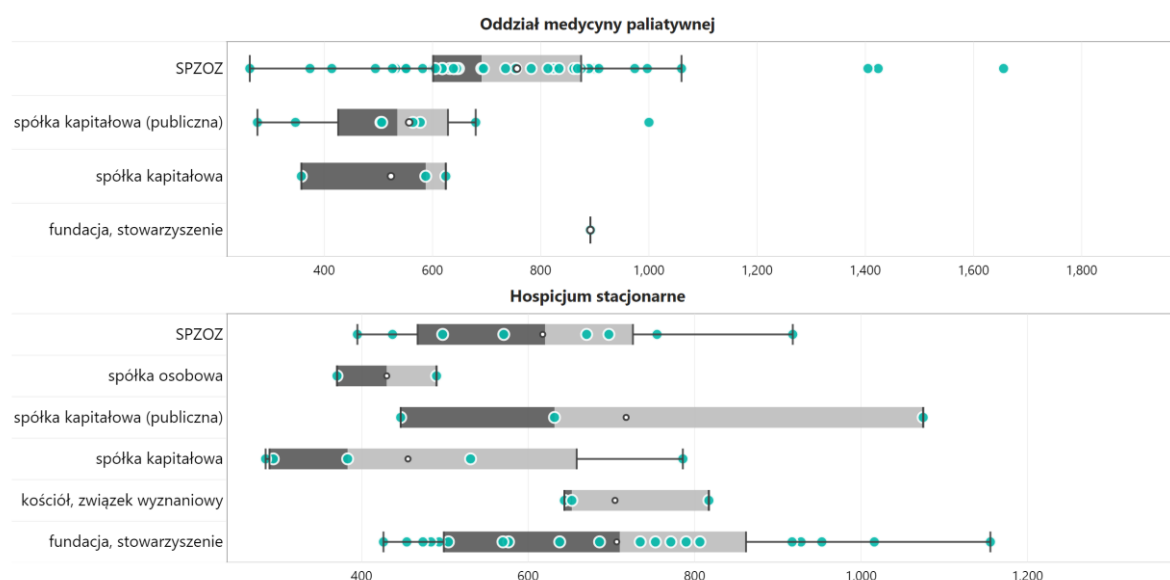 Oddział medycyny paliatywnej
SPZOZ
spółka kapitałowa (publiczna)
spółka kapitałowa
fundacja, stowarzyszenie
400 600 800 1,000 1,200 1,400 1,600 1,800
Hospicjum stacjonarne
SPZOZ
spółka osobowa
spółka kapitałowa (publiczna)
spółka kapitałowa
kościół, związek wyznaniowy
fundacja, stowarzyszenie
400 600 800 1,000 1,200